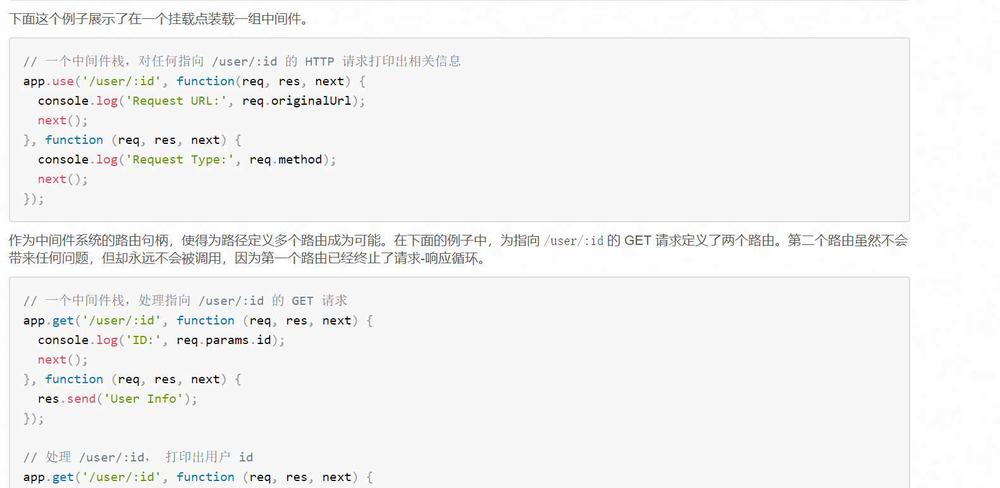 下面这个例子展示了在一个挂载点装载一组中间件。
// 一个中间件栈，对任何指向 /user/:id 的 HTTP 请求打印出相关信息
app.use('/user/:id', function(req, res, next) {
  console.log('Request URL:', req.originalUrl);
  next();
}, function (req, res, next) {
  console.log('Request Type:', req.method);
  next();
});
作为中间件系统的路由句柄，使得为路径定义多个路由成为可能。在下面的例子中，为指向 /user/:id 的 GET 请求定义了两个路由。第二个路由虽然不会
带来任何问题，但却永远不会被调用，因为第一个路由已经终止了请求-响应循环。
// 一个中间件栈，处理指向 /user/:id 的 GET 请求
app.get('/user/:id', function (req, res, next) {
  console.log('ID:', req.params.id);
  next();
}, function (req, res, next) {
  res.send('User Info');
});
// 处理 /user/:id， 打印出用户 id
app.get('/user/:id', function (req, res, next) {